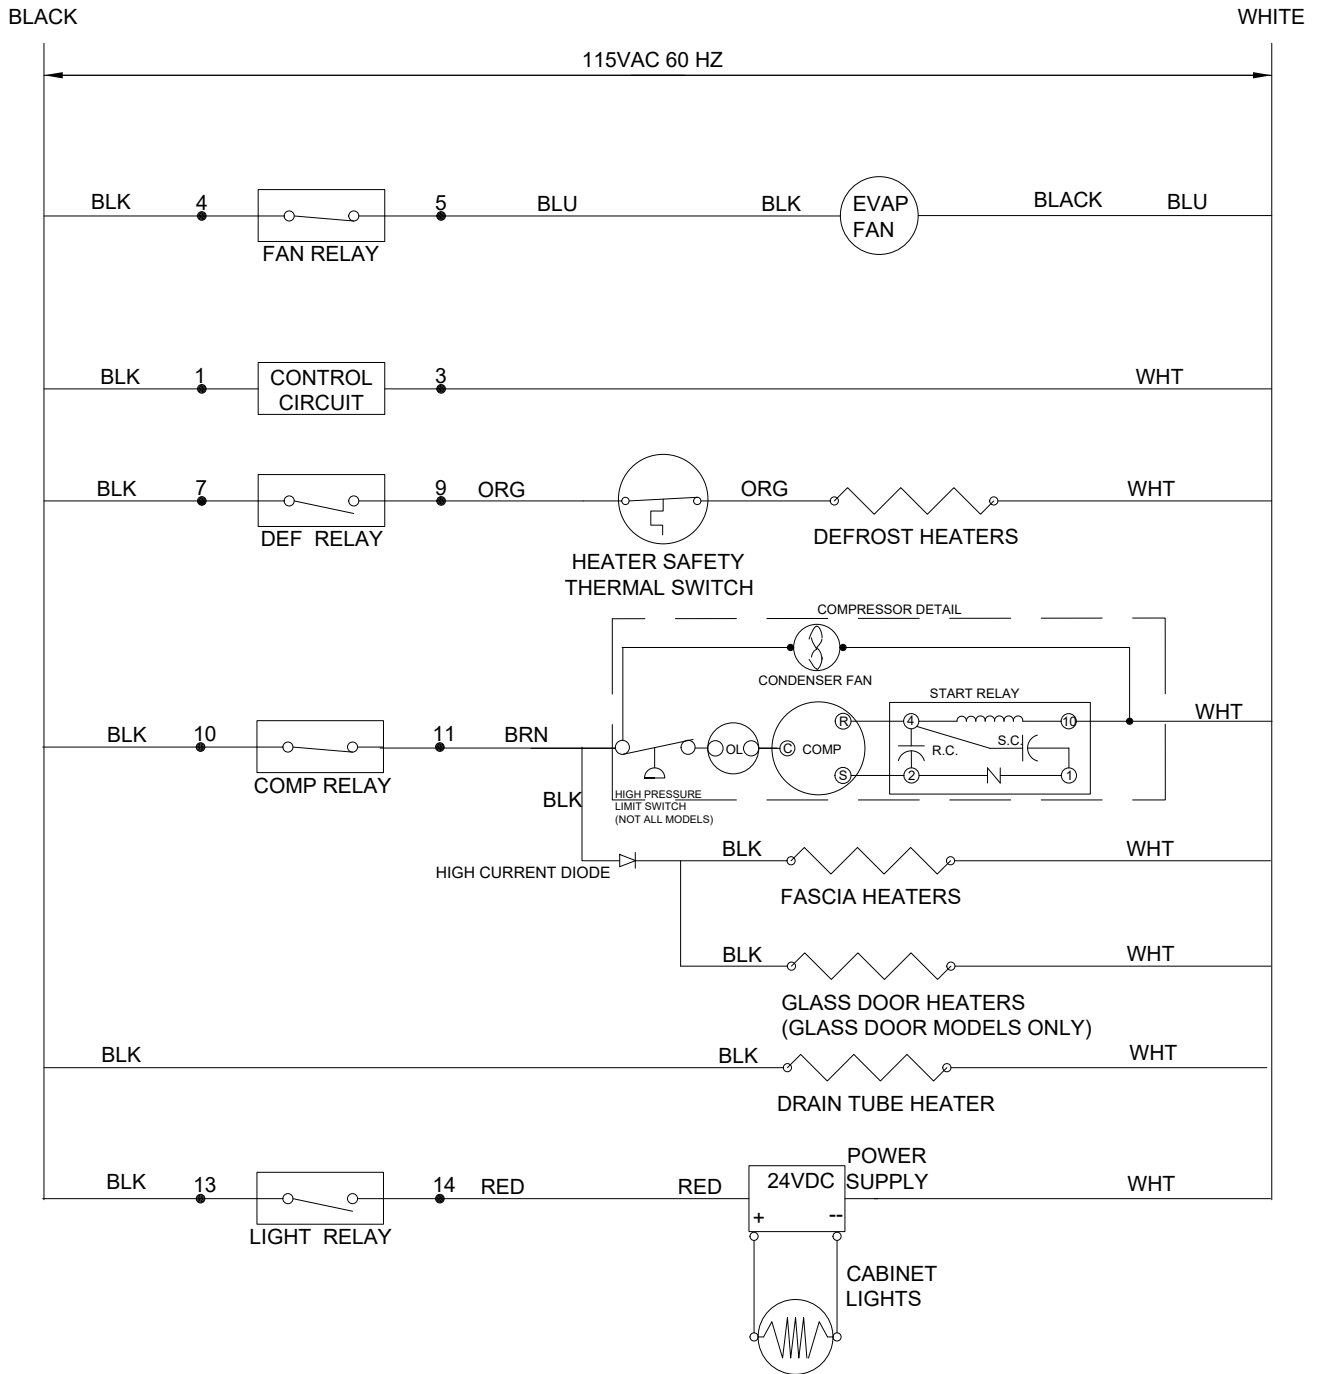 BLACK
WHITE
115VAC 60 HZ
BLK
4
5
BLU
BLK
EVAP
FAN
BLACK
BLU
FAN RELAY
BLK
1
CONTROL
CIRCUIT
3
WHT
BLK
7
9
ORG
ORG
WHT
DEF RELAY
HEATER SAFETY
THERMAL SWITCH
DEFROST HEATERS
COMPRESSOR DETAIL
CONDENSER FAN
START RELAY
BLK
10
11
BRN
OL
C
COMP
R
S
4
10
R.C.
S.C.
2
N
1
WHT
COMP RELAY
BLK
HIGH PRESSURE
LIMIT SWITCH
(NOT ALL MODELS)
HIGH CURRENT DIODE
BLK
WHT
FASCIA HEATERS
BLK
WHT
GLASS DOOR HEATERS
(GLASS DOOR MODELS ONLY)
BLK
BLK
WHT
DRAIN TUBE HEATER
BLK
13
14
RED
RED
24VDC
+
--
POWER
SUPPLY
WHT
LIGHT RELAY
CABINET
LIGHTS